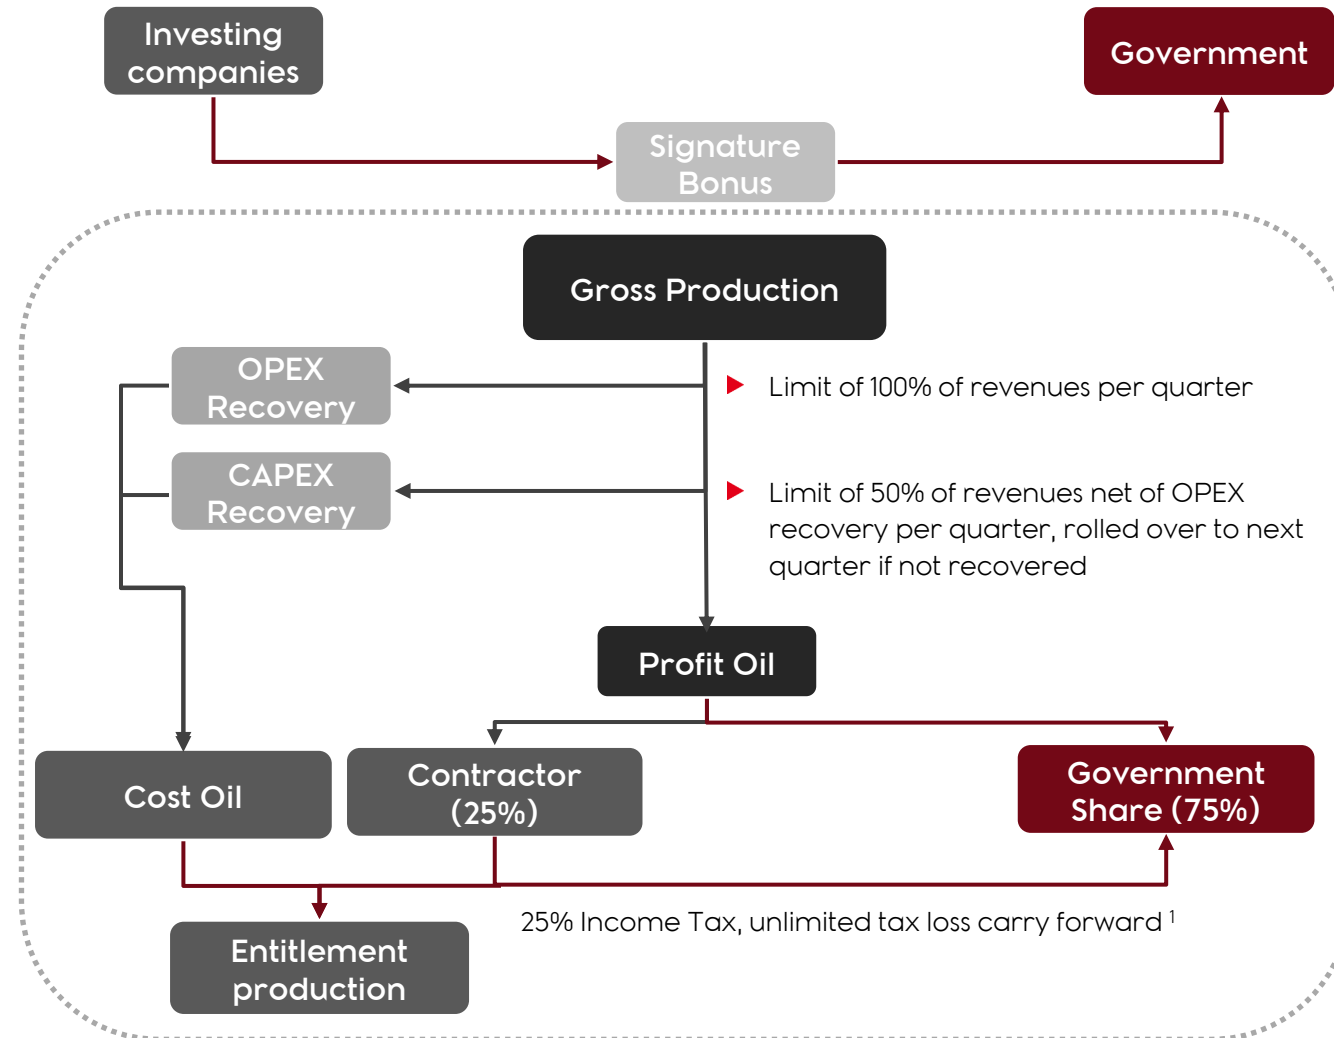 Investing
companies
Government
Signature
Bonus
Gross Production
OPEX
Recovery
Limit of 100% of revenues per quarter
CAPEX
Recovery
Limit of 50% of revenues net of OPEX
recovery per quarter, rolled over to next
quarter if not recovered
Profit Oil
Cost Oil
Contractor
(25%)
Government
Share (75%)
25% Income Tax, unlimited tax loss carry forward ¹
Entitlement
production